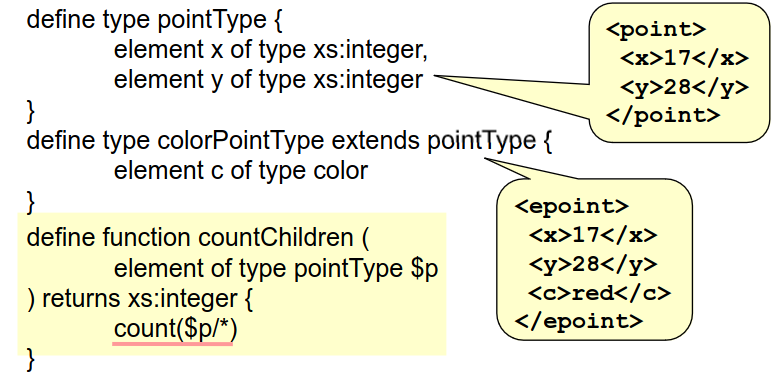 define type pointType {
element x of type xs:integer,
element y of type xs:integer
}
define type colorPointType extends pointType {
element c of type color
}
define function countChildren (
element of type pointType $p
) returns xs:integer {
count($p/*)
}
<point>
<x>17</x>
<y>28</y>
</point>
<epoint>
<x>17</x>
<y>28</y>
<c>red</c>
</epoint>